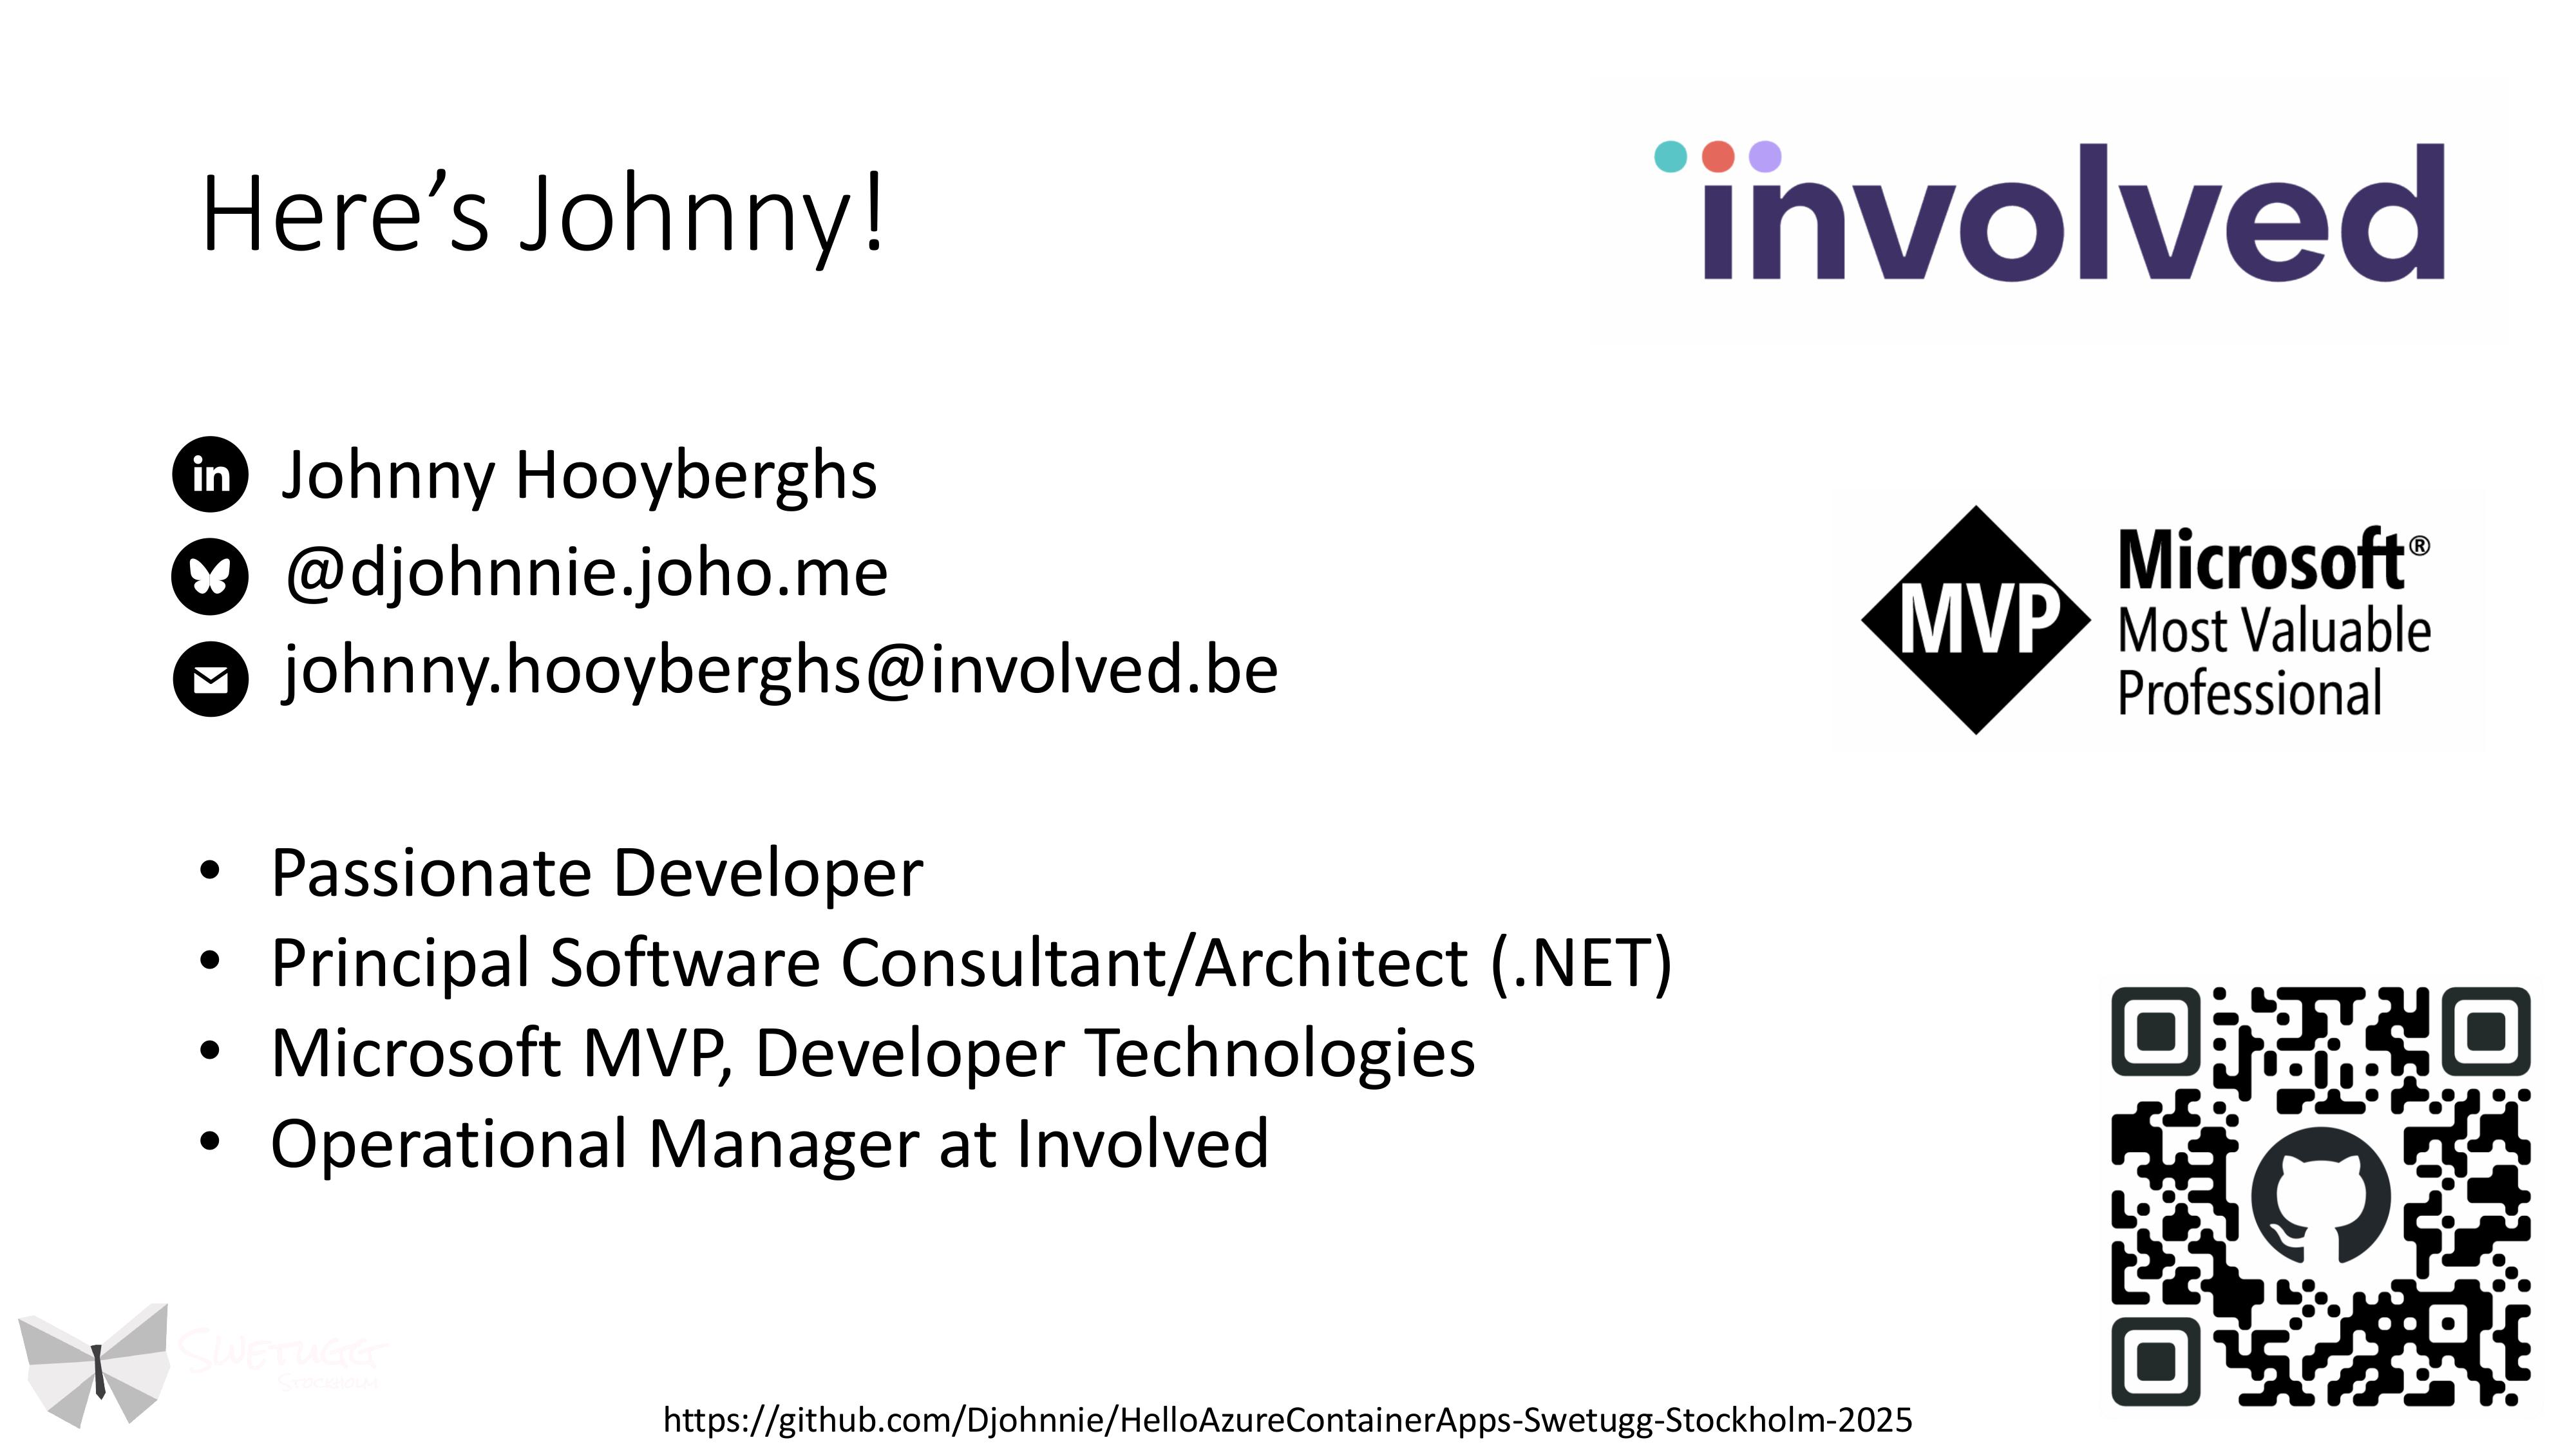 Here’s Johnny!
involved
in Johnny Hooyberghs
@djohnnie.joho.me
johnny.hooyberghs@involved.be
MVP
Microsoft®
Most Valuable
Professional
• Passionate Developer
• Principal Software Consultant/Architect (.NET)
• Microsoft MVP, Developer Technologies
• Operational Manager at Involved
Swetugg
Stockholm
https://github.com/Djohnnie/HelloAzureContainerApps-Swetugg-Stockholm-2025